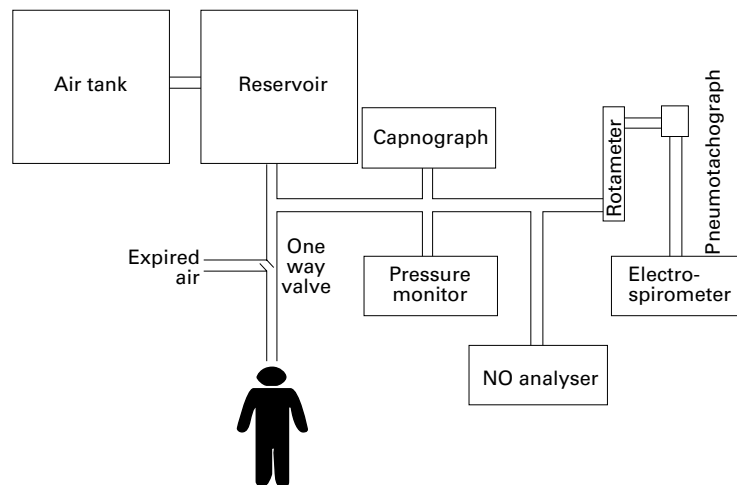 Air tank
Reservoir
Capnograph
Rotameter
Pneumotachograph
Expired
air
One
way
valve
Pressure
monitor
Electro-
spirometer
NO analyser